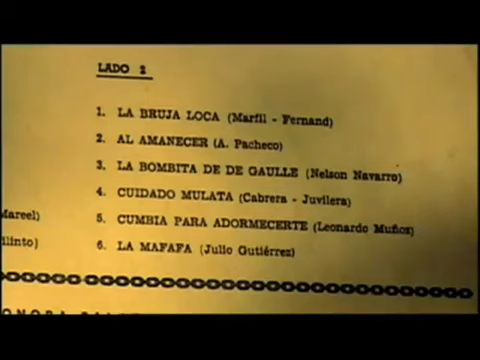 LADO 2
1. LA BRUJA LOCA (Marfil - Fernand)
2. AL AMANECER (A. Pacheco)
3. LA BOMBITA DE DE GAULLE (Nelson Navarro)
4. CUIDADO MULATA (Cabrera - Juvilera)
Mareel)
5. CUMBIA PARA ADORMECERTE (Leonardo Muñoz)
ilinto)
6. LA MAFAFA (Julio Gutiérrez)